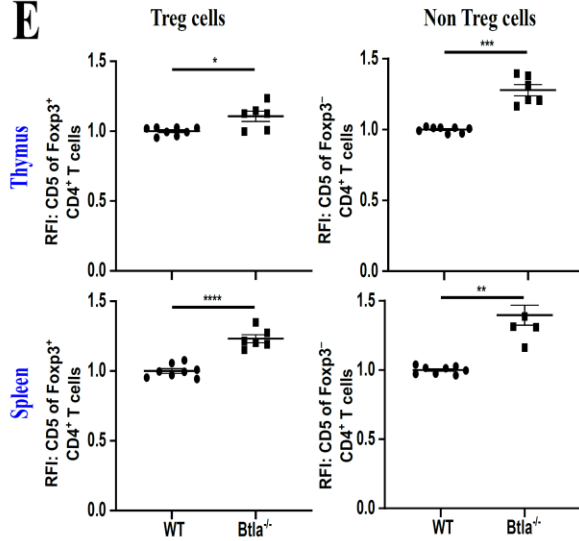 E
Treg cells
Non Treg cells
Thymus
RFI: CD5 of Foxp3⁺
CD4⁺ T cells
1.5
1.0
0.5
0.0
*
RFI: CD5 of Foxp3⁻
CD4⁺ T cells
1.5
1.0
0.5
0.0
***
Spleen
RFI: CD5 of Foxp3⁺
CD4⁺ T cells
1.5
1.0
0.5
0.0
****
WT
Btla⁻/⁻
RFI: CD5 of Foxp3⁻
CD4⁺ T cells
1.5
1.0
0.5
0.0
**
WT
Btla⁻/⁻